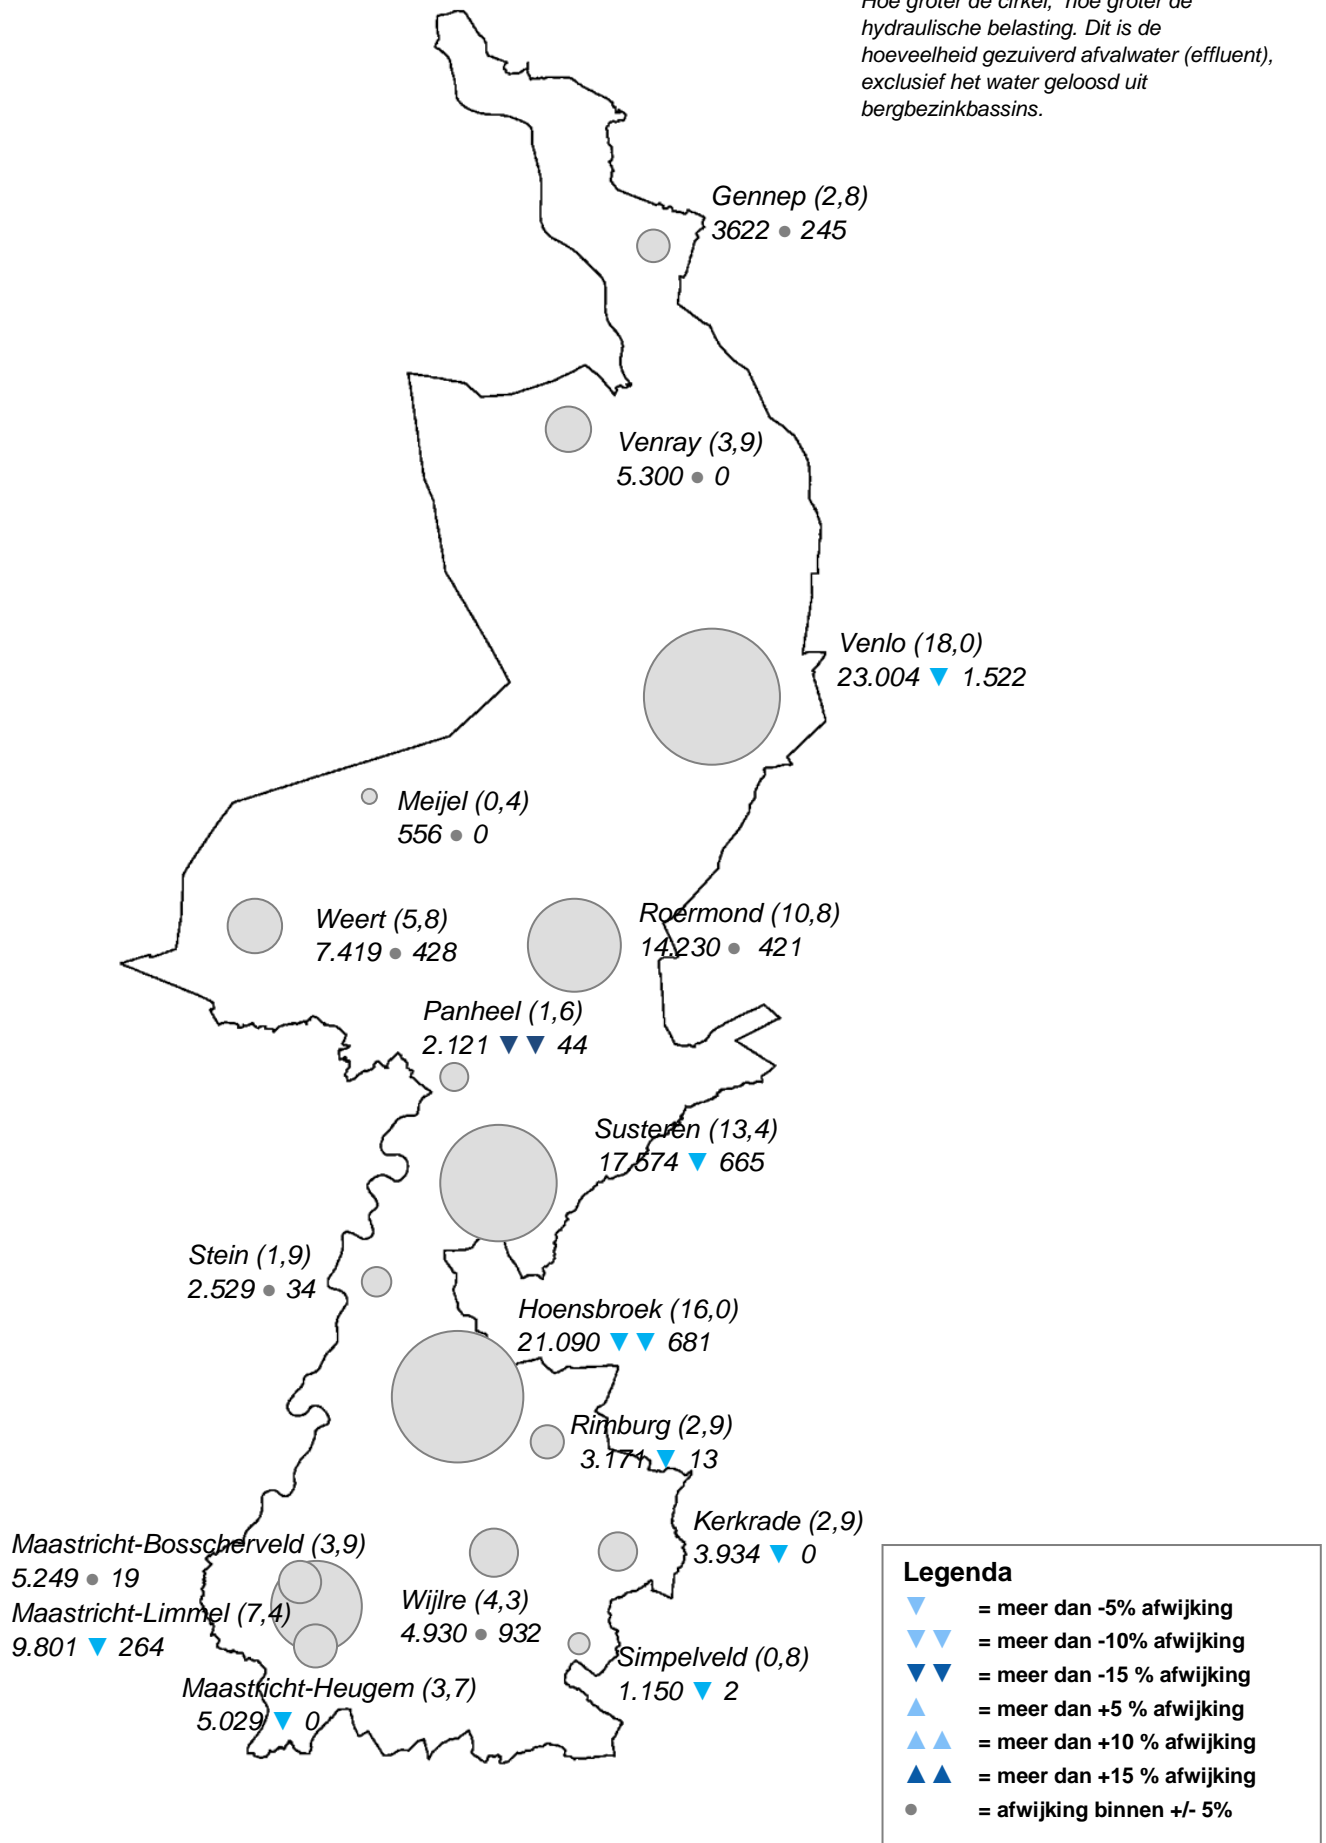 Hoe groter de cirkel, hoe groter de
hydraulische belasting. Dit is de
hoeveelheid gezuiverd afvalwater (effluent),
exclusief het water geloosd uit
bergbezinkbassins.
Gennep (2,8)
3622 ● 245
Venray (3,9)
5.300 ● 0
Venlo (18,0)
23.004 ▼ 1.522
Meijel (0,4)
556 ● 0
Weert (5,8)
7.419 ● 428
Roermond (10,8)
14.230 ● 421
Panheel (1,6)
2.121 ▼ ▼ 44
Susteren (13,4)
17.574 ▼ 665
Stein (1,9)
2.529 ● 34
Hoensbroek (16,0)
21.090 ▼ ▼ 681
Rimburg (2,9)
3.171 ▼ 13
Kerkrade (2,9)
3.934 ▼ 0
Maastricht-Bosscherveld (3,9)
5.249 ● 19
Maastricht-Limmel (7,4)
9.801 ▼ 264
Wijlre (4,3)
4.930 ● 932
Simpelveld (0,8)
1.150 ▼ 2
Maastricht-Heugem (3,7)
5.029 ▼ 0
Legenda
▼ = meer dan -5% afwijking
▼ ▼ = meer dan -10% afwijking
▼ ▼ = meer dan -15 % afwijking
▲ = meer dan +5 % afwijking
▲ ▲ = meer dan +10 % afwijking
▲ ▲ = meer dan +15 % afwijking
● = afwijking binnen +/- 5%